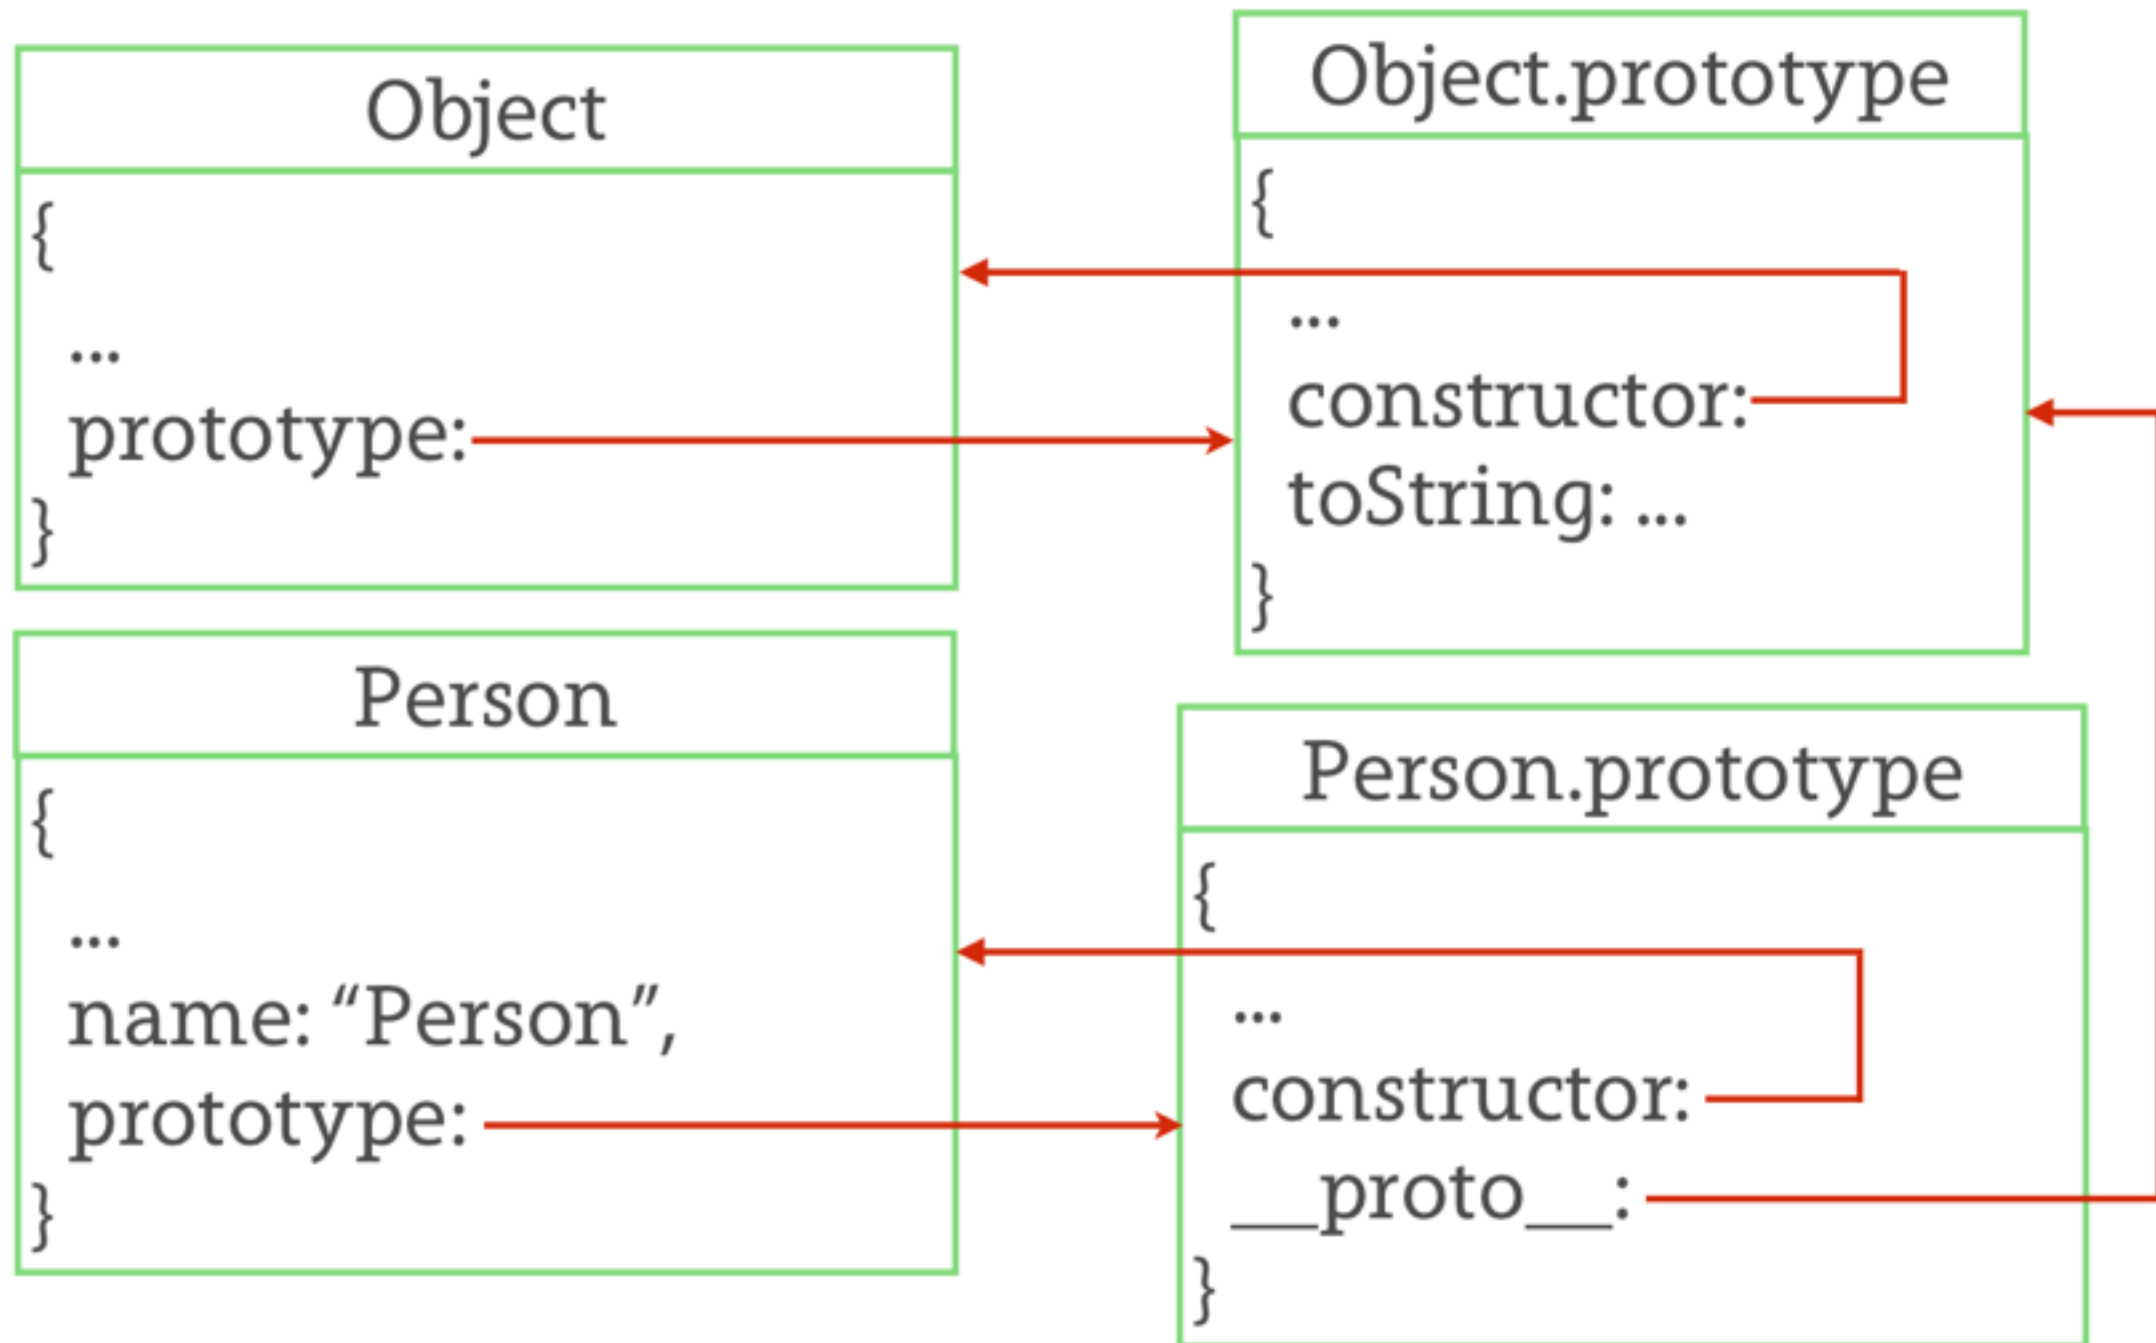 Object
{
...
prototype:
}
Object.prototype
{
...
constructor:
toString: ...
}
Person
{
...
name: “Person”,
prototype:
}
Person.prototype
{
...
constructor:
__proto__:
}